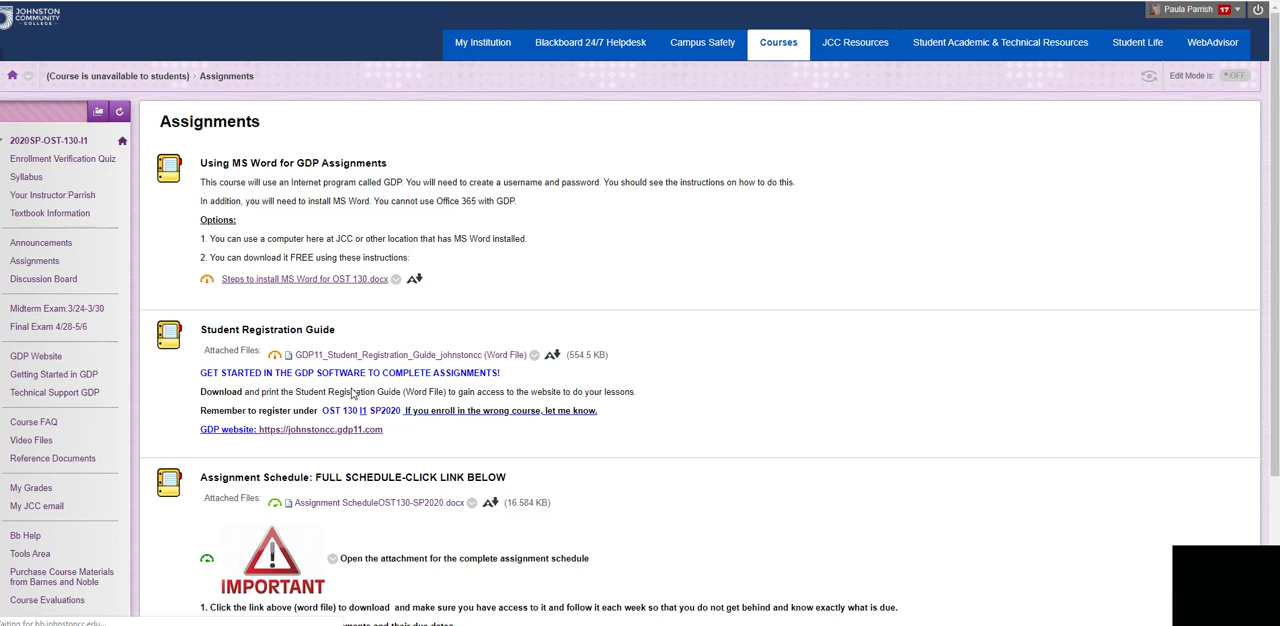 JOHNSTON
COMMUNITY
COLLEGE
Paula Parrish 17
My Institution Blackboard 24/7 Helpdesk Campus Safety Courses JCC Resources Student Academic & Technical Resources Student Life WebAdvisor
(Course is unavailable to students) Assignments
Edit Mode is: OFF
2020SP-OST-130-I1
Enrollment Verification Quiz
Syllabus
Your Instructor:Parrish
Textbook Information
Announcements
Assignments
Discussion Board
Midterm Exam:3/24-3/30
Final Exam 4/28-5/6
GDP Website
Getting Started in GDP
Technical Support GDP
Course FAQ
Video Files
Reference Documents
My Grades
My JCC email
Bb Help
Tools Area
Purchase Course Materials
from Barnes and Noble
Course Evaluations
Assignments
Using MS Word for GDP Assignments
This course will use an Internet program called GDP. You will need to create a username and password. You should see the instructions on how to do this.
In addition, you will need to install MS Word. You cannot use Office 365 with GDP.
Options:
1. You can use a computer here at JCC or other location that has MS Word installed.
2. You can download it FREE using these instructions:
Steps to install MS Word for OST 130.docx
Student Registration Guide
Attached Files: GDP11_Student_Registration_Guide_johnstoncc (Word File) (554.5 KB)
GET STARTED IN THE GDP SOFTWARE TO COMPLETE ASSIGNMENTS!
Download and print the Student Registration Guide (Word File) to gain access to the website to do your lessons.
Remember to register under OST 130 I1 SP2020 If you enroll in the wrong course, let me know.
GDP website: https://johnstoncc.gdp11.com
Assignment Schedule: FULL SCHEDULE-CLICK LINK BELOW
Attached Files: Assignment ScheduleOST130-SP2020.docx (16.584 KB)
IMPORTANT
Open the attachment for the complete assignment schedule
1. Click the link above (word file) to download and make sure you have access to it and follow it each week so that you do not get behind and know exactly what is due.
and their due dates